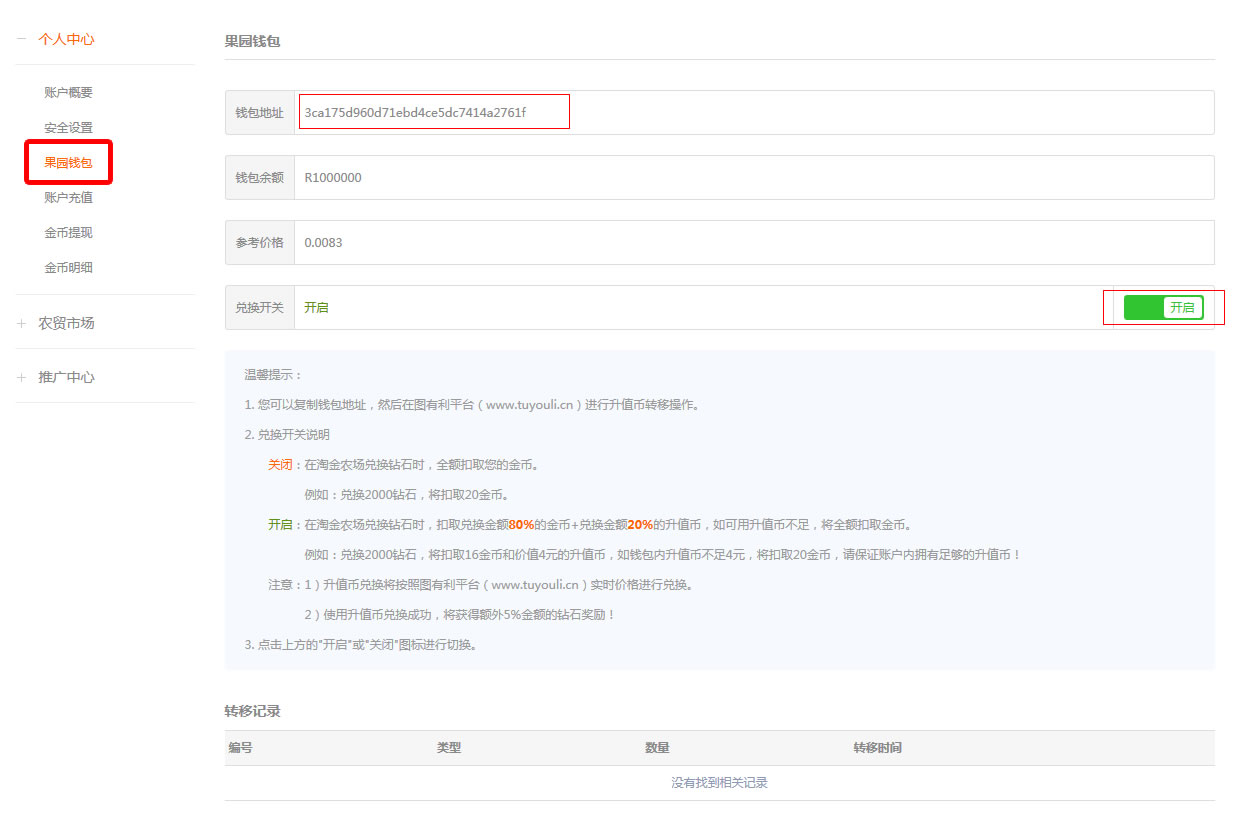 个人中心
账户概要
安全设置
果园钱包
账户充值
金币提现
金币明细
农贸市场
推广中心
果园钱包
钱包地址 3ca175d960d71ebd4ce5dc7414a2761f
钱包余额 R1000000
参考价格 0.0083
兑换开关 开启 开启
温馨提示：
1. 您可以复制钱包地址，然后在图有利平台（www.tuyouli.cn）进行升值币转移操作。
2. 兑换开关说明
关闭：在淘金农场兑换钻石时，全额扣取您的金币。
例如：兑换2000钻石，将扣取20金币。
开启：在淘金农场兑换钻石时，扣取兑换金额80%的金币+兑换金额20%的升值币，如可用升值币不足，将全额扣取金币。
例如：兑换2000钻石，将扣取16金币和价值4元的升值币，如钱包内升值币不足4元，将扣取20金币，请保证账户内拥有足够的升值币！
注意：1）升值币兑换将按照图有利平台（www.tuyouli.cn）实时价格进行兑换。
2）使用升值币兑换成功，将获得额外5%金额的钻石奖励！
3. 点击上方的"开启"或"关闭"图标进行切换。
转移记录
编号 类型 数量 转移时间
没有找到相关记录